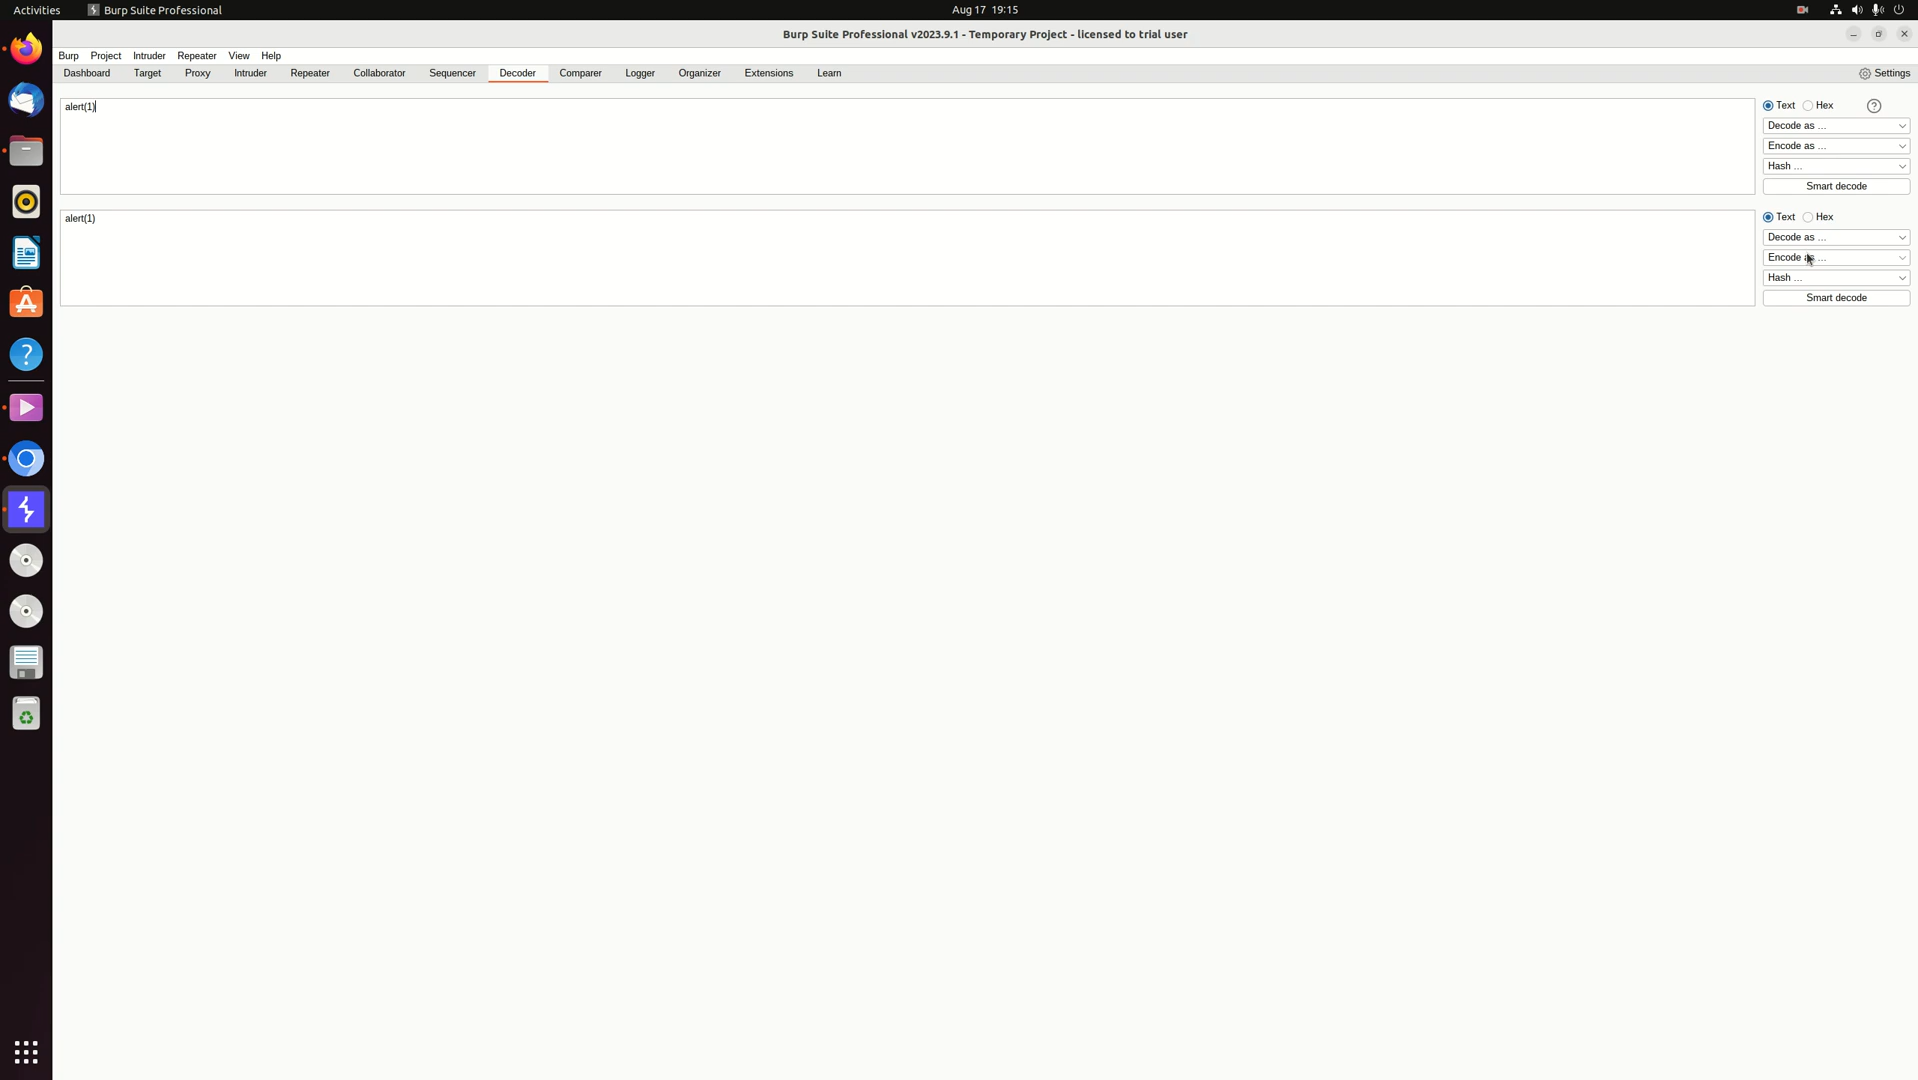 Activities Burp Suite Professional Aug 17 19:15
Burp Suite Professional v2023.9.1 - Temporary Project - licensed to trial user
Burp Project Intruder Repeater View Help
Dashboard Target Proxy Intruder Repeater Collaborator Sequencer Decoder Comparer Logger Organizer Extensions Learn Settings
alert(1)
Text Hex ?
Decode as ...
Encode as ...
Hash ...
Smart decode
alert(1)
Text Hex
Decode as ...
Encode as ...
Hash ...
Smart decode